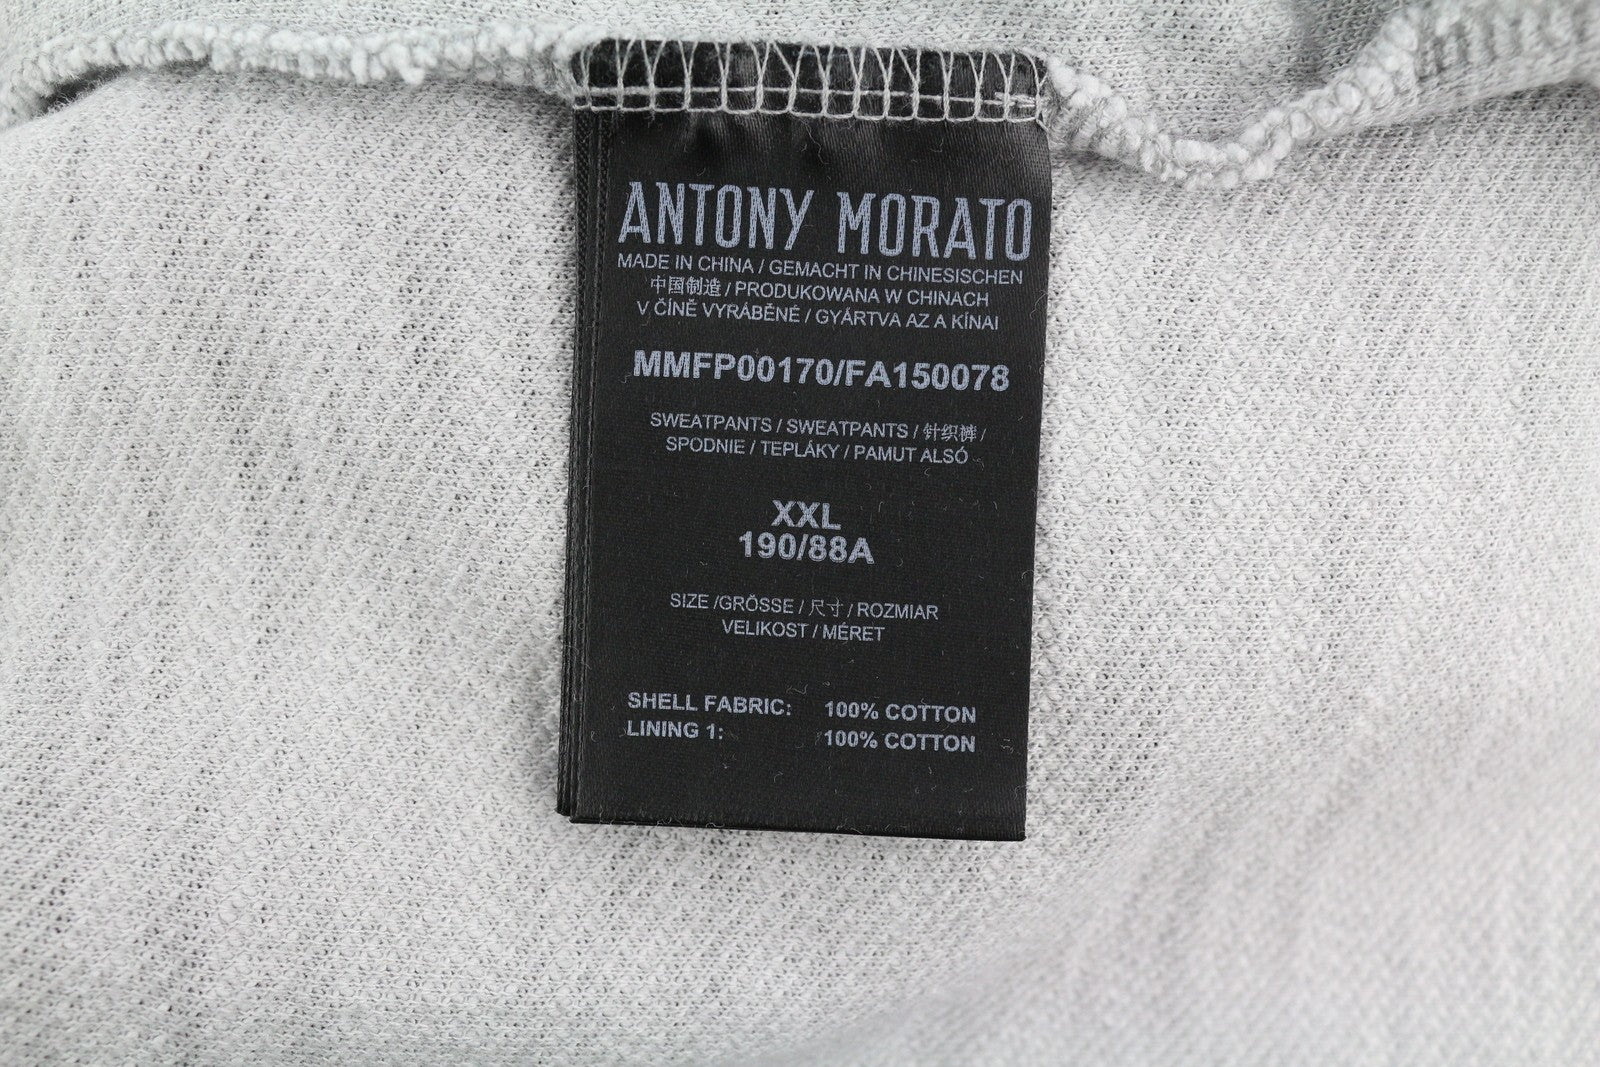 ANTONY MORATO
MADE IN CHINA / GEMACHT IN CHINESISCHEN
中国制造 / PRODUKOWANA W CHINACH
V ČÍNĚ VYRÁBĚNÉ / GYÁRTVA AZ A KÍNAI
MMFP00170/FA150078
SWEATPANTS / SWEATPANTS / 针织裤 /
SPODNIE / TEPLÁKY / PAMUT ALSÓ
XXL
190/88A
SIZE /GRÖSSE / 尺寸 / ROZMIAR
VELIKOST / MÉRET
SHELL FABRIC: 100% COTTON
LINING 1: 100% COTTON